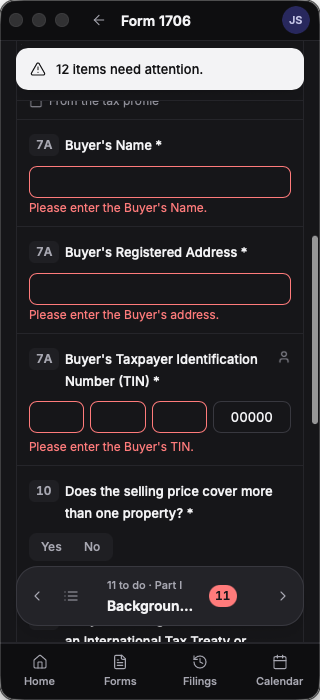 Form 1706
JS
12 items need attention.
From the tax profile
7A Buyer's Name *
Please enter the Buyer's Name.
7A Buyer's Registered Address *
Please enter the Buyer's address.
7A Buyer's Taxpayer Identification
Number (TIN) *
00000
Please enter the Buyer's TIN.
10 Does the selling price cover more
than one property? *
Yes No
11 to do · Part I
Backgroun...
11
an International Tax Treaty or
Home Forms Filings Calendar